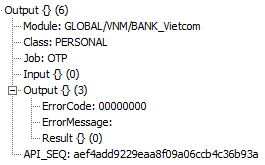 Output {} (6)
Module: GLOBAL/VNM/BANK_Vietcom
Class: PERSONAL
Job: OTP
Input {} (0)
Output {} (3)
ErrorCode: 00000000
ErrorMessage:
Result {} (0)
API_SEQ: aef4add9229eaa8f09a06ccb4c36b93a